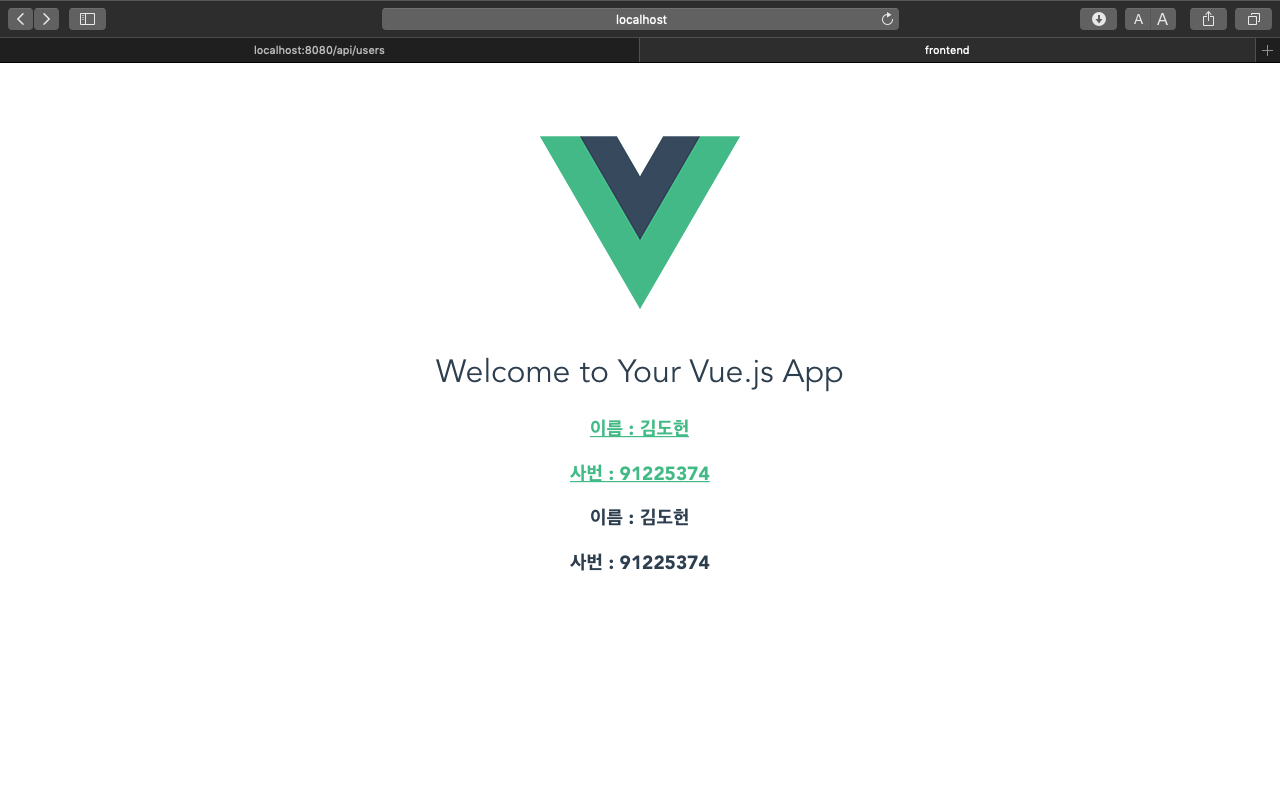 localhost
A A
localhost:8080/api/users
frontend
Welcome to Your Vue.js App
이름 : 김도헌
사번 : 91225374
이름 : 김도헌
사번 : 91225374